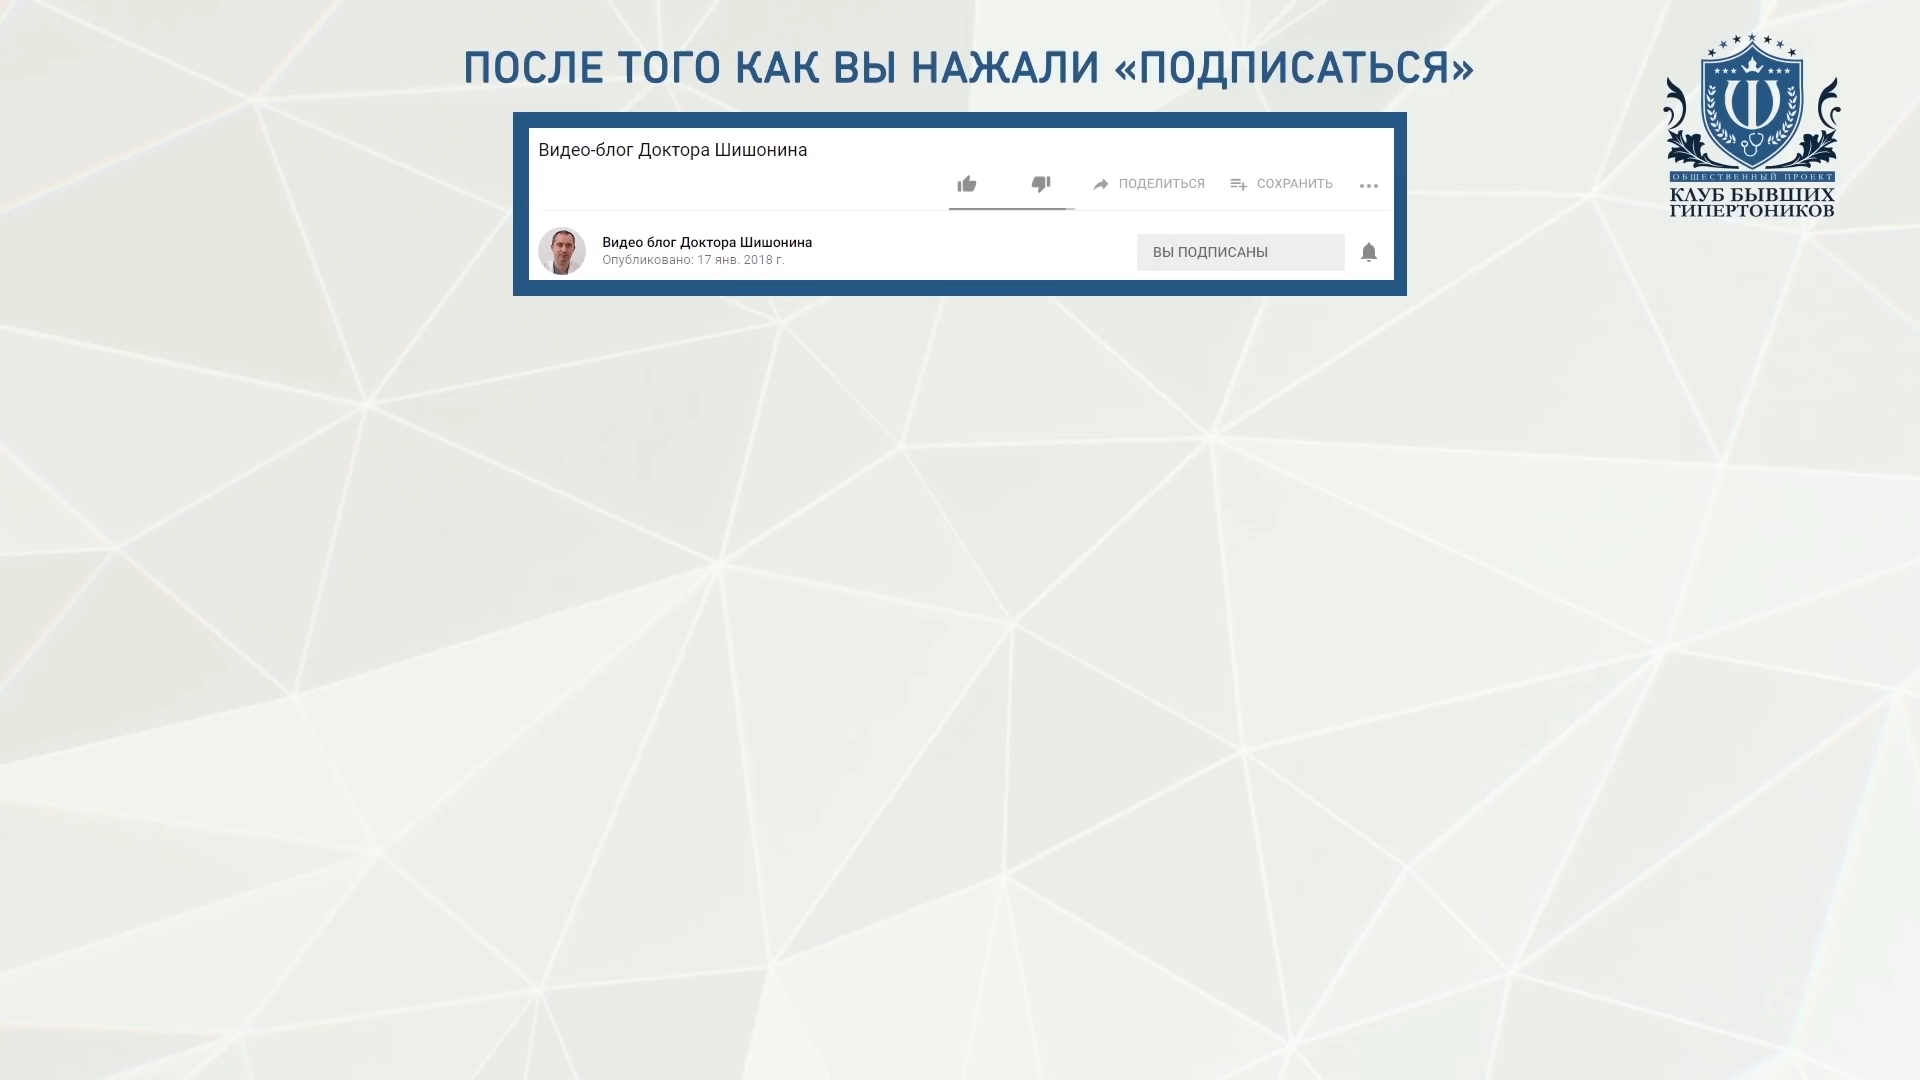 ПОСЛЕ ТОГО КАК ВЫ НАЖАЛИ «ПОДПИСАТЬСЯ»
Видео-блог Доктора Шишонина
ПОДЕЛИТЬСЯ СОХРАНИТЬ
Видео блог Доктора Шишонина
Опубликовано: 17 янв. 2018 г.
ВЫ ПОДПИСАНЫ
ОБЩЕСТВЕННЫЙ ПРОЕКТ
КЛУБ БЫВШИХ
ГИПЕРТОНИКОВ